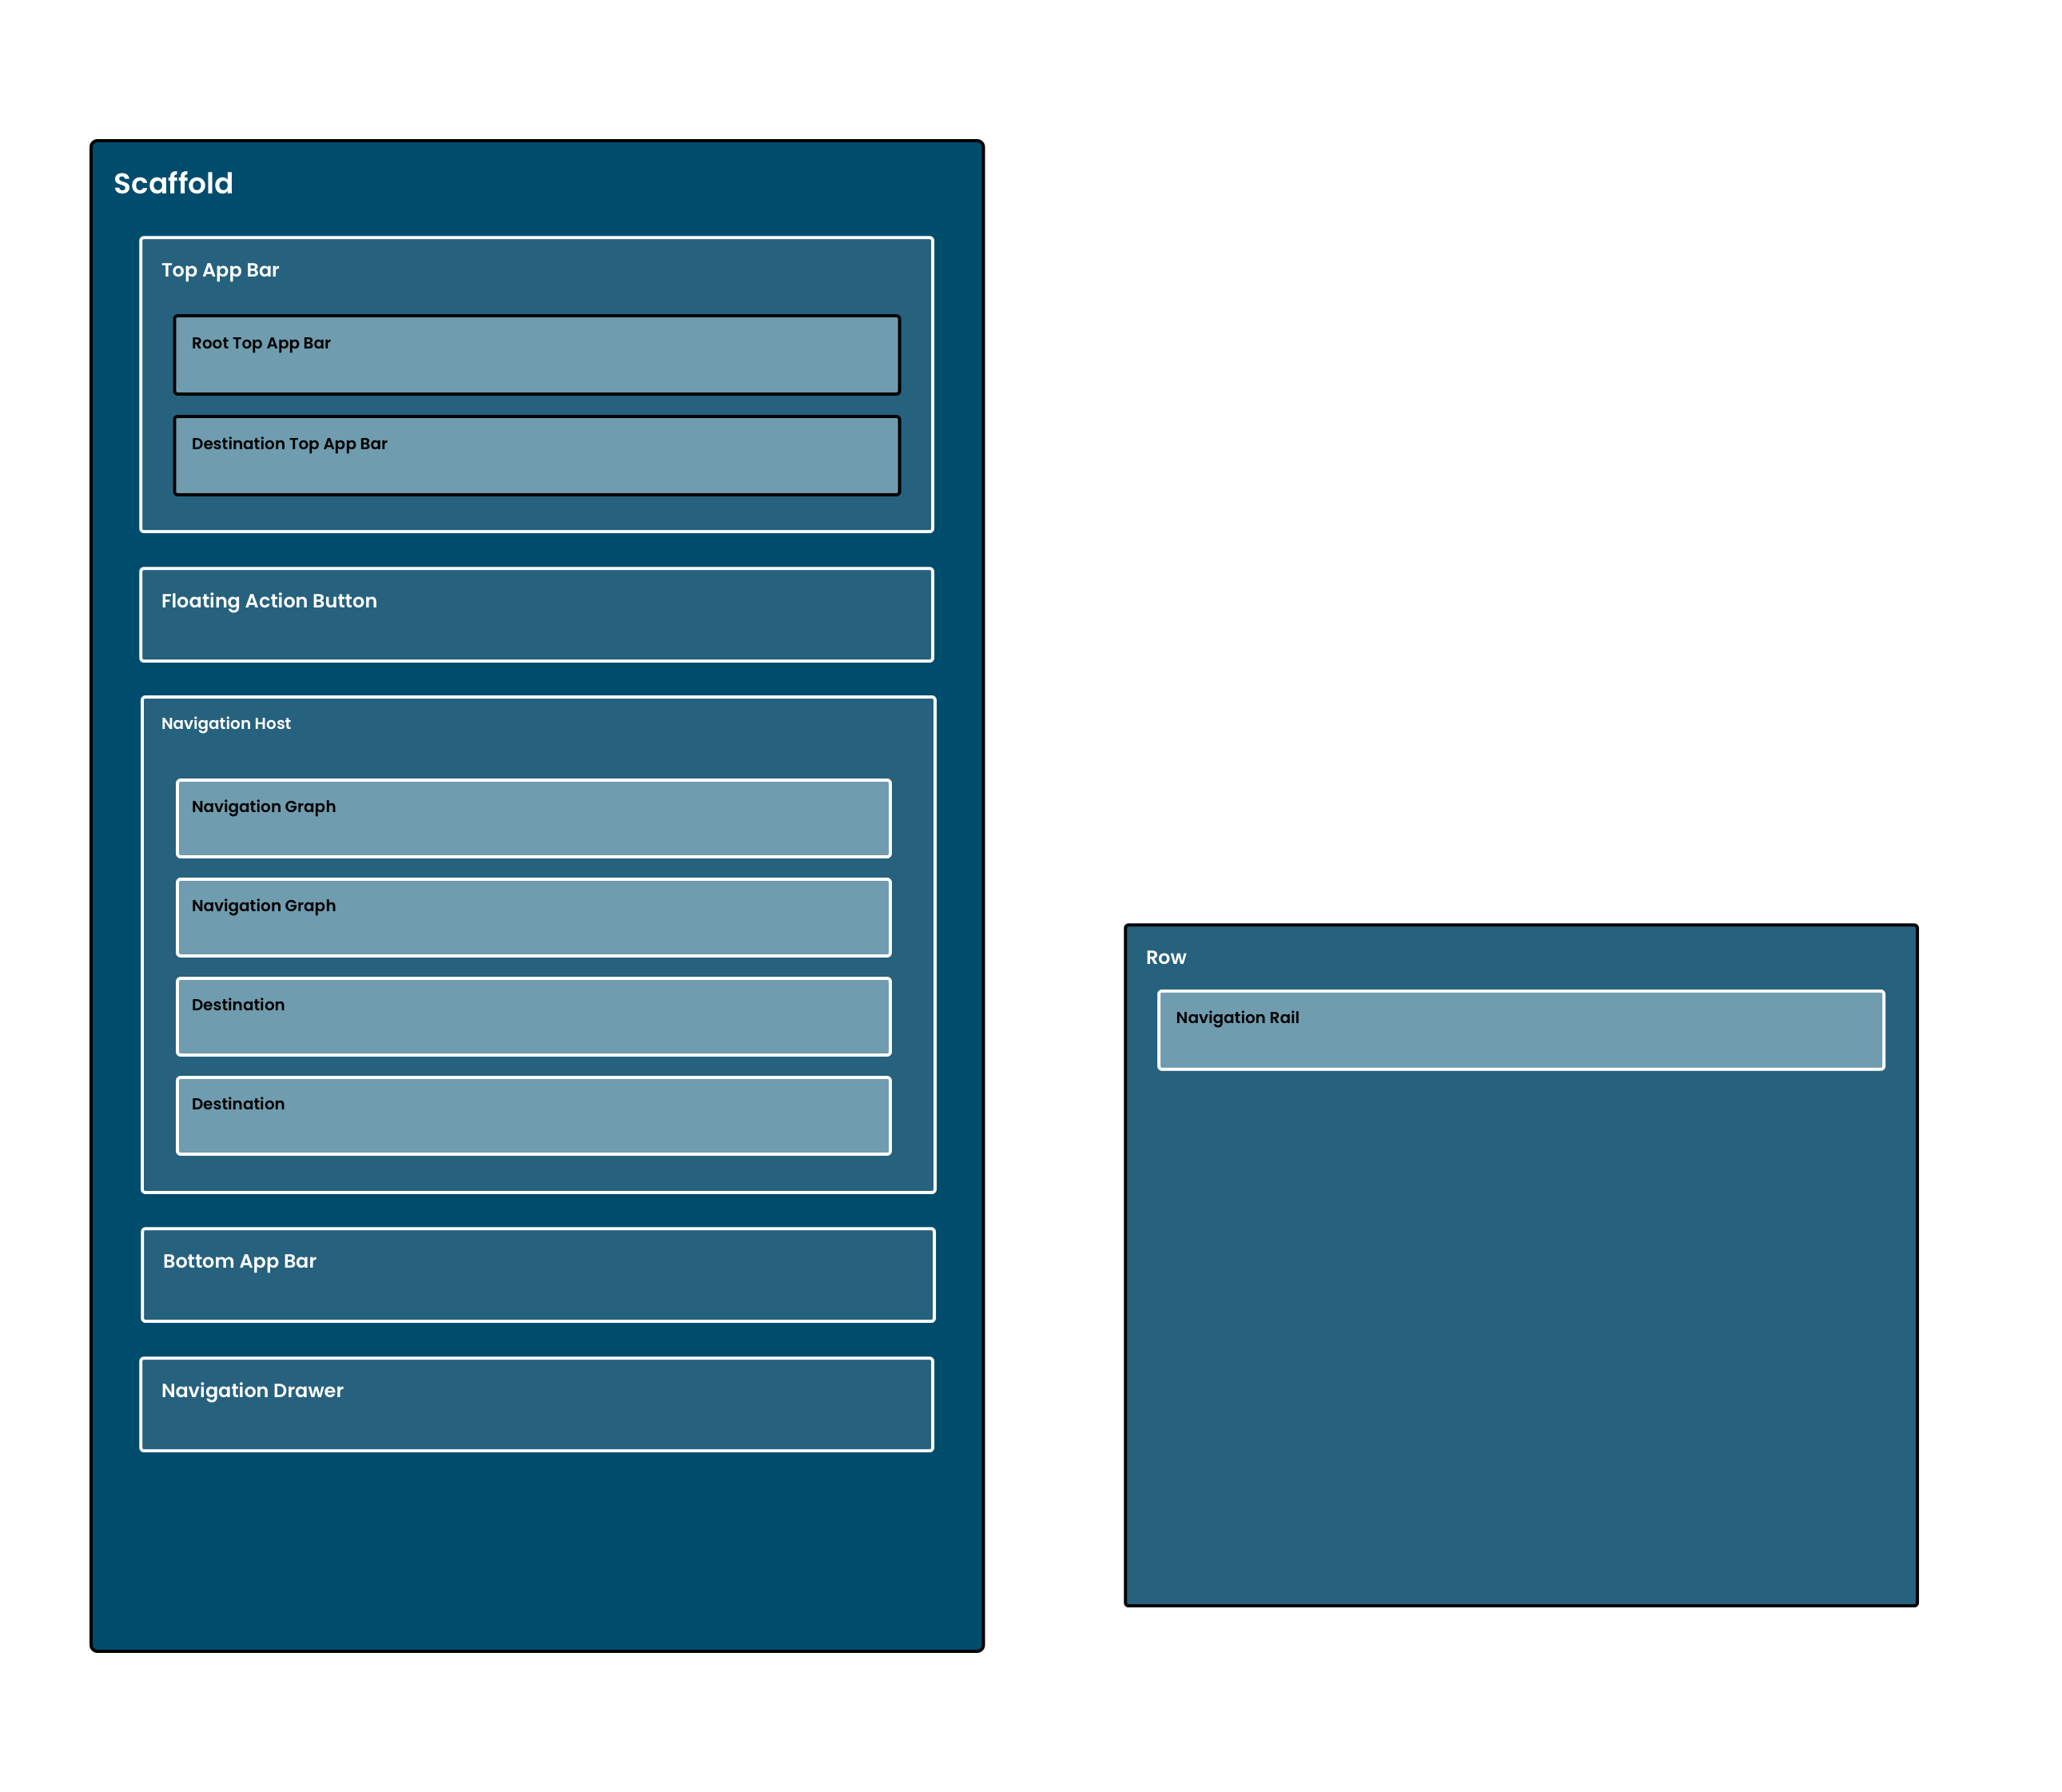 Scaffold
Top App Bar
Root Top App Bar
Destination Top App Bar
Floating Action Button
Navigation Host
Navigation Graph
Navigation Graph
Destination
Destination
Bottom App Bar
Navigation Drawer
Row
Navigation Rail